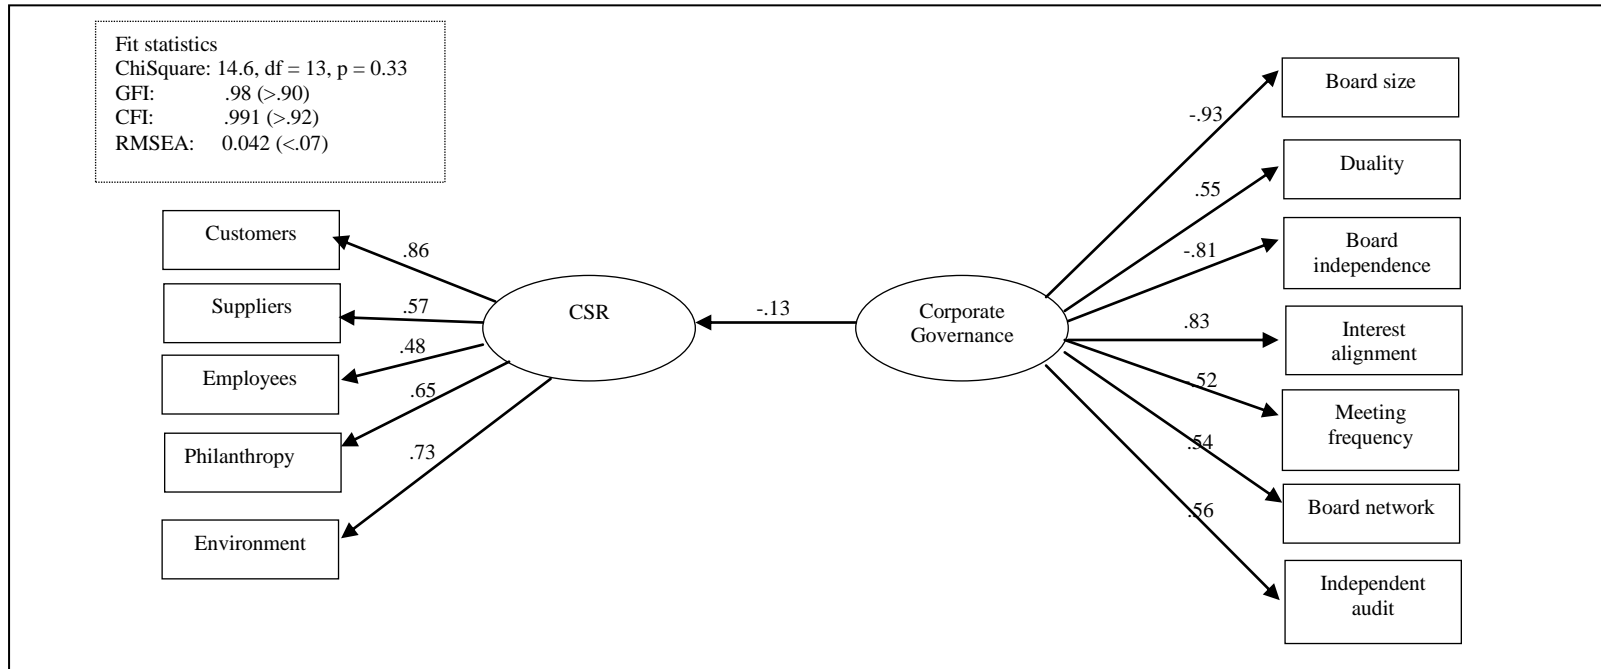 Fit statistics
ChiSquare: 14.6, df = 13, p = 0.33
GFI: .98 (>.90)
CFI: .991 (>.92)
RMSEA: 0.042 (<.07)
Customers
Suppliers
Employees
Philanthropy
Environment
.86
.57
.48
.65
.73
CSR
-.13
Corporate
Governance
-.93
.55
-.81
.83
-.52
.54
.56
Board size
Duality
Board
independence
Interest
alignment
Meeting
frequency
Board network
Independent
audit